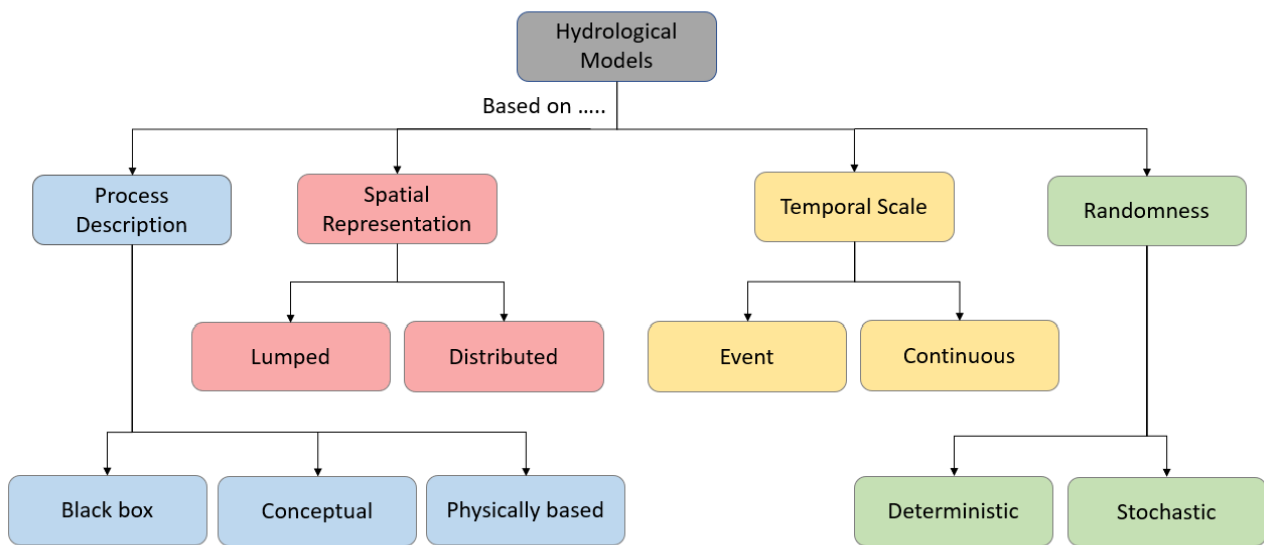 Hydrological
Models
Based on .....
Process
Description
Spatial
Representation
Temporal Scale
Randomness
Lumped
Distributed
Event
Continuous
Black box
Conceptual
Physically based
Deterministic
Stochastic